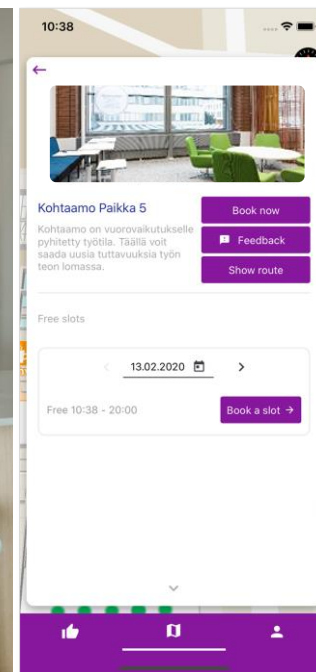 10:38
Kohtaamo Paikka 5
Kohtaamo on vuorovaikutukselle
pyhitetty työtila. Täällä voit
saada uusia tuttavuuksia työn
teon lomassa.
Book now
Feedback
Show route
Free slots
13.02.2020
Free 10:38 - 20:00
Book a slot →